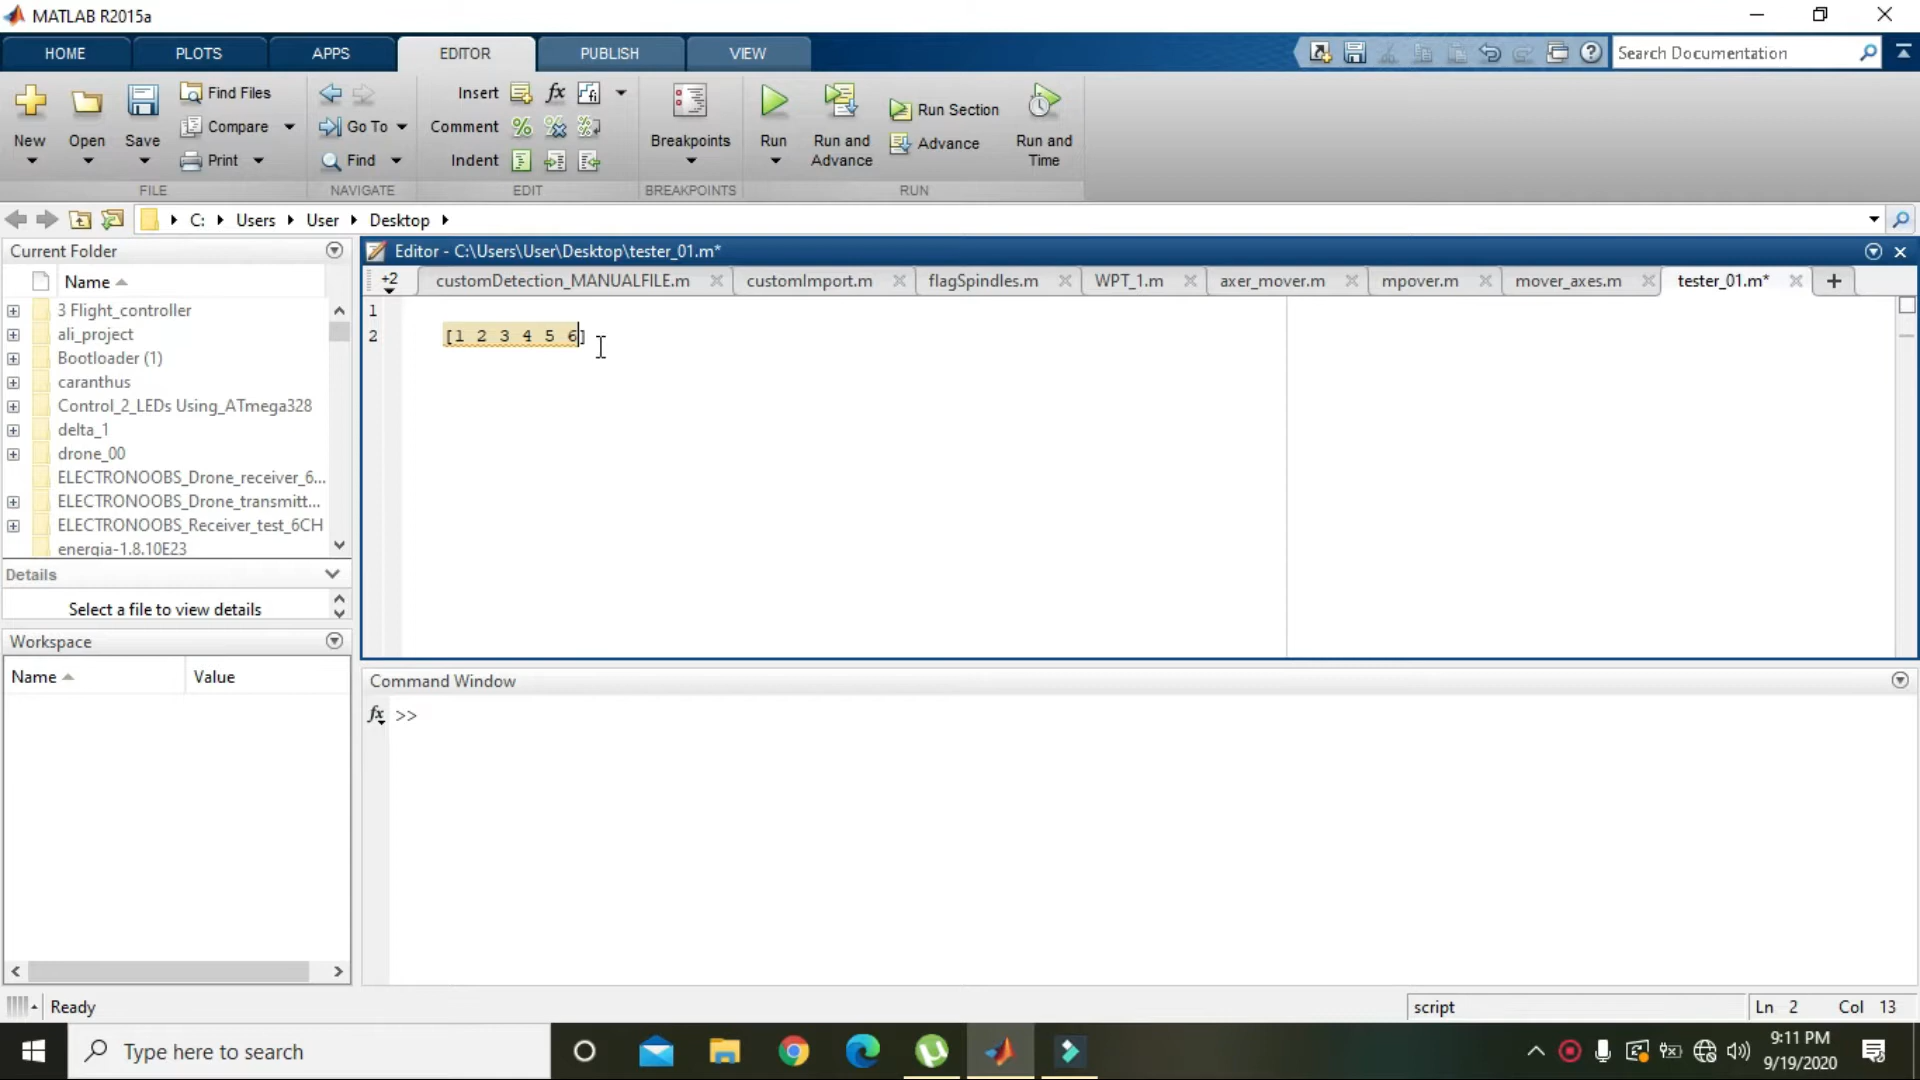 MATLAB R2015a
HOME PLOTS APPS EDITOR PUBLISH VIEW
Search Documentation
New Open Save Find Files Compare Print
FILE
Go To Find
NAVIGATE
Insert fx fi
Comment
Indent
EDIT
Breakpoints
BREAKPOINTS
Run Run and Advance Run Section Advance Run and Time
RUN
C: Users User Desktop
Current Folder
Name
3 Flight_controller
ali_project
Bootloader (1)
caranthus
Control_2_LEDs Using_ATmega328
delta_1
drone_00
ELECTRONOOBS_Drone_receiver_6...
ELECTRONOOBS_Drone_transmitt...
ELECTRONOOBS_Receiver_test_6CH
energia-1.8.10E23
Details
Select a file to view details
Workspace
Name Value
Editor - C:\Users\User\Desktop\tester_01.m*
+2 customDetection_MANUALFILE.m customImport.m flagSpindles.m WPT_1.m axer_mover.m mpover.m mover_axes.m tester_01.m* +
1
2 [1 2 3 4 5 6]
Command Window
fx >>
Ready
script Ln 2 Col 13
Type here to search
9:11 PM
9/19/2020